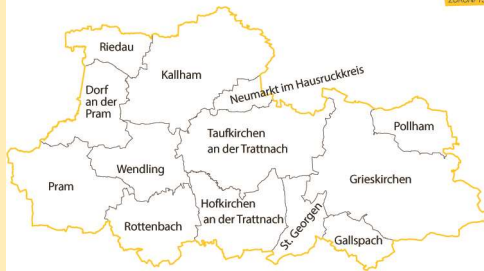 Riedau
Kallham
Neumarkt im Hausruckkreis
Dorf
an der
Pram
Taufkirchen
an der Trattnach
Pollham
Wendling
Pram
Grieskirchen
Hofkirchen
an der Trattnach
Rottenbach
St. Georgen
Gallspach